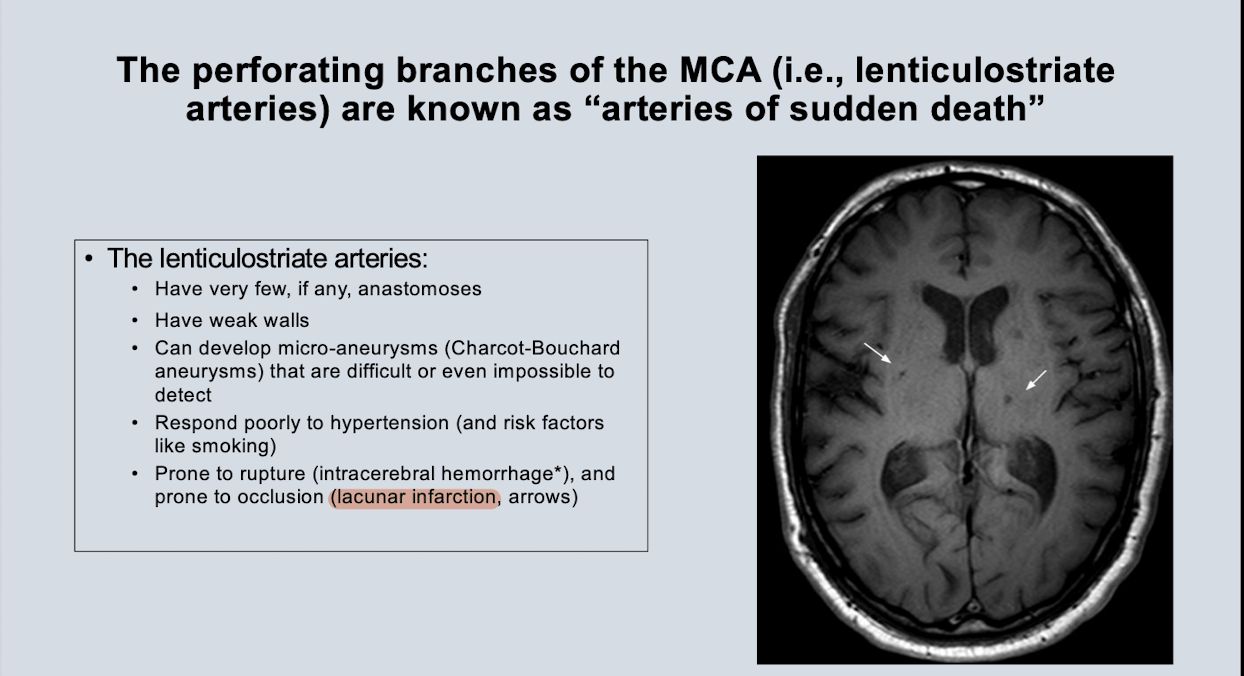 The perforating branches of the MCA (i.e., lenticulostriate
arteries) are known as “arteries of sudden death”
• The lenticulostriate arteries:
• Have very few, if any, anastomoses
• Have weak walls
• Can develop micro-aneurysms (Charcot-Bouchard
aneurysms) that are difficult or even impossible to
detect
• Respond poorly to hypertension (and risk factors
like smoking)
• Prone to rupture (intracerebral hemorrhage*), and
prone to occlusion (lacunar infarction, arrows)